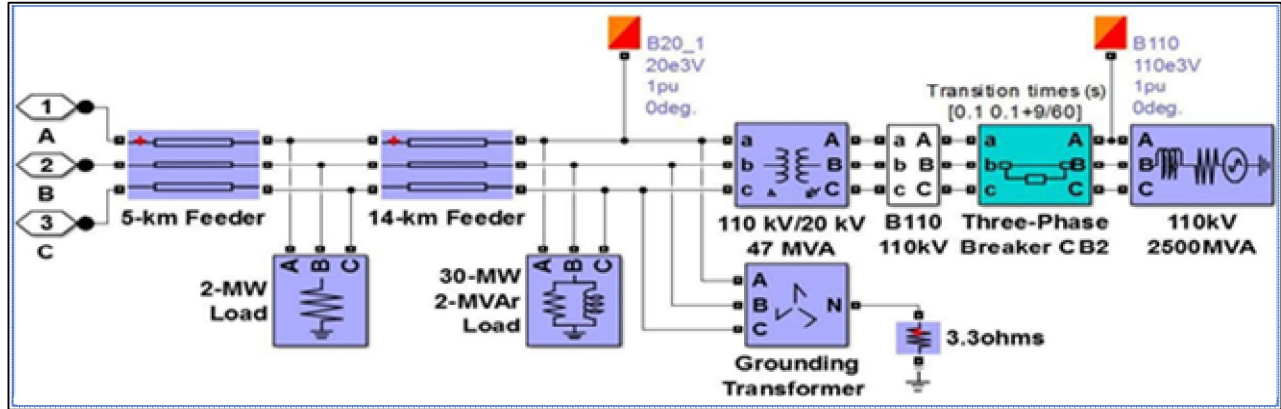 B20_1
20e3V
1pu
0deg.
B110
110e3V
1pu
0deg.
Transition times (s)
[0.1 0.1+9/60]
1
A
2
B
3
C
5-km Feeder
14-km Feeder
a A
b B
c C
110 kV/20 kV
47 MVA
a A
b B
c C
B110
110kV
a A
b B
c C
Three-Phase
Breaker CB2
A
B
C
110kV
2500MVA
A B C
2-MW
Load
A B C
30-MW
2-MVAr
Load
A
B N
C
Grounding
Transformer
3.3ohms